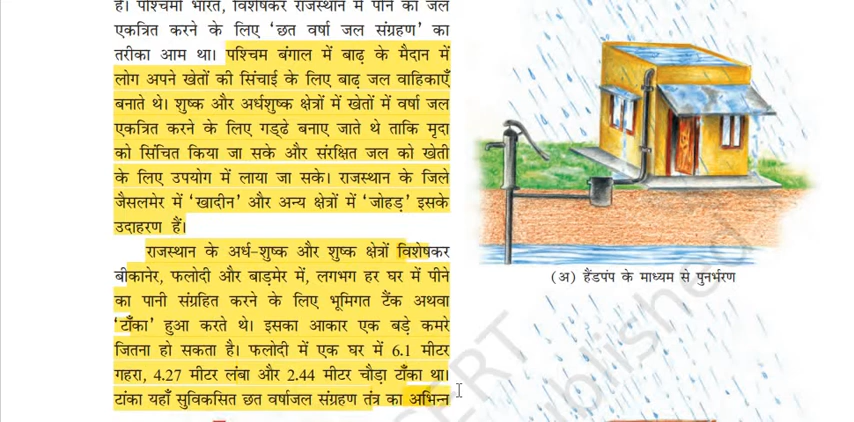 है। पश्चिमी भारत, विशेषकर राजस्थान में पीने का जल
एकत्रित करने के लिए 'छत वर्षा जल संग्रहण' का
तरीका आम था। पश्चिम बंगाल में बाढ़ के मैदान में
लोग अपने खेतों की सिंचाई के लिए बाढ़ जल वाहिकाएँ
बनाते थे। शुष्क और अर्धशुष्क क्षेत्रों में खेतों में वर्षा जल
एकत्रित करने के लिए गड्ढे बनाए जाते थे ताकि मृदा
को सिंचित किया जा सके और संरक्षित जल को खेती
के लिए उपयोग में लाया जा सके। राजस्थान के जिले
जैसलमेर में 'खादीन' और अन्य क्षेत्रों में 'जोहड़' इसके
उदाहरण हैं।
राजस्थान के अर्ध-शुष्क और शुष्क क्षेत्रों विशेषकर
बीकानेर, फलोदी और बाड़मेर में, लगभग हर घर में पीने
का पानी संग्रहित करने के लिए भूमिगत टैंक अथवा
'टाँका' हुआ करते थे। इसका आकार एक बड़े कमरे
जितना हो सकता है। फलोदी में एक घर में 6.1 मीटर
गहरा, 4.27 मीटर लंबा और 2.44 मीटर चौड़ा टाँका था।
टांका यहाँ सुविकसित छत वर्षाजल संग्रहण तंत्र का अभिन्न
(अ) हैंडपंप के माध्यम से पुनर्भरण